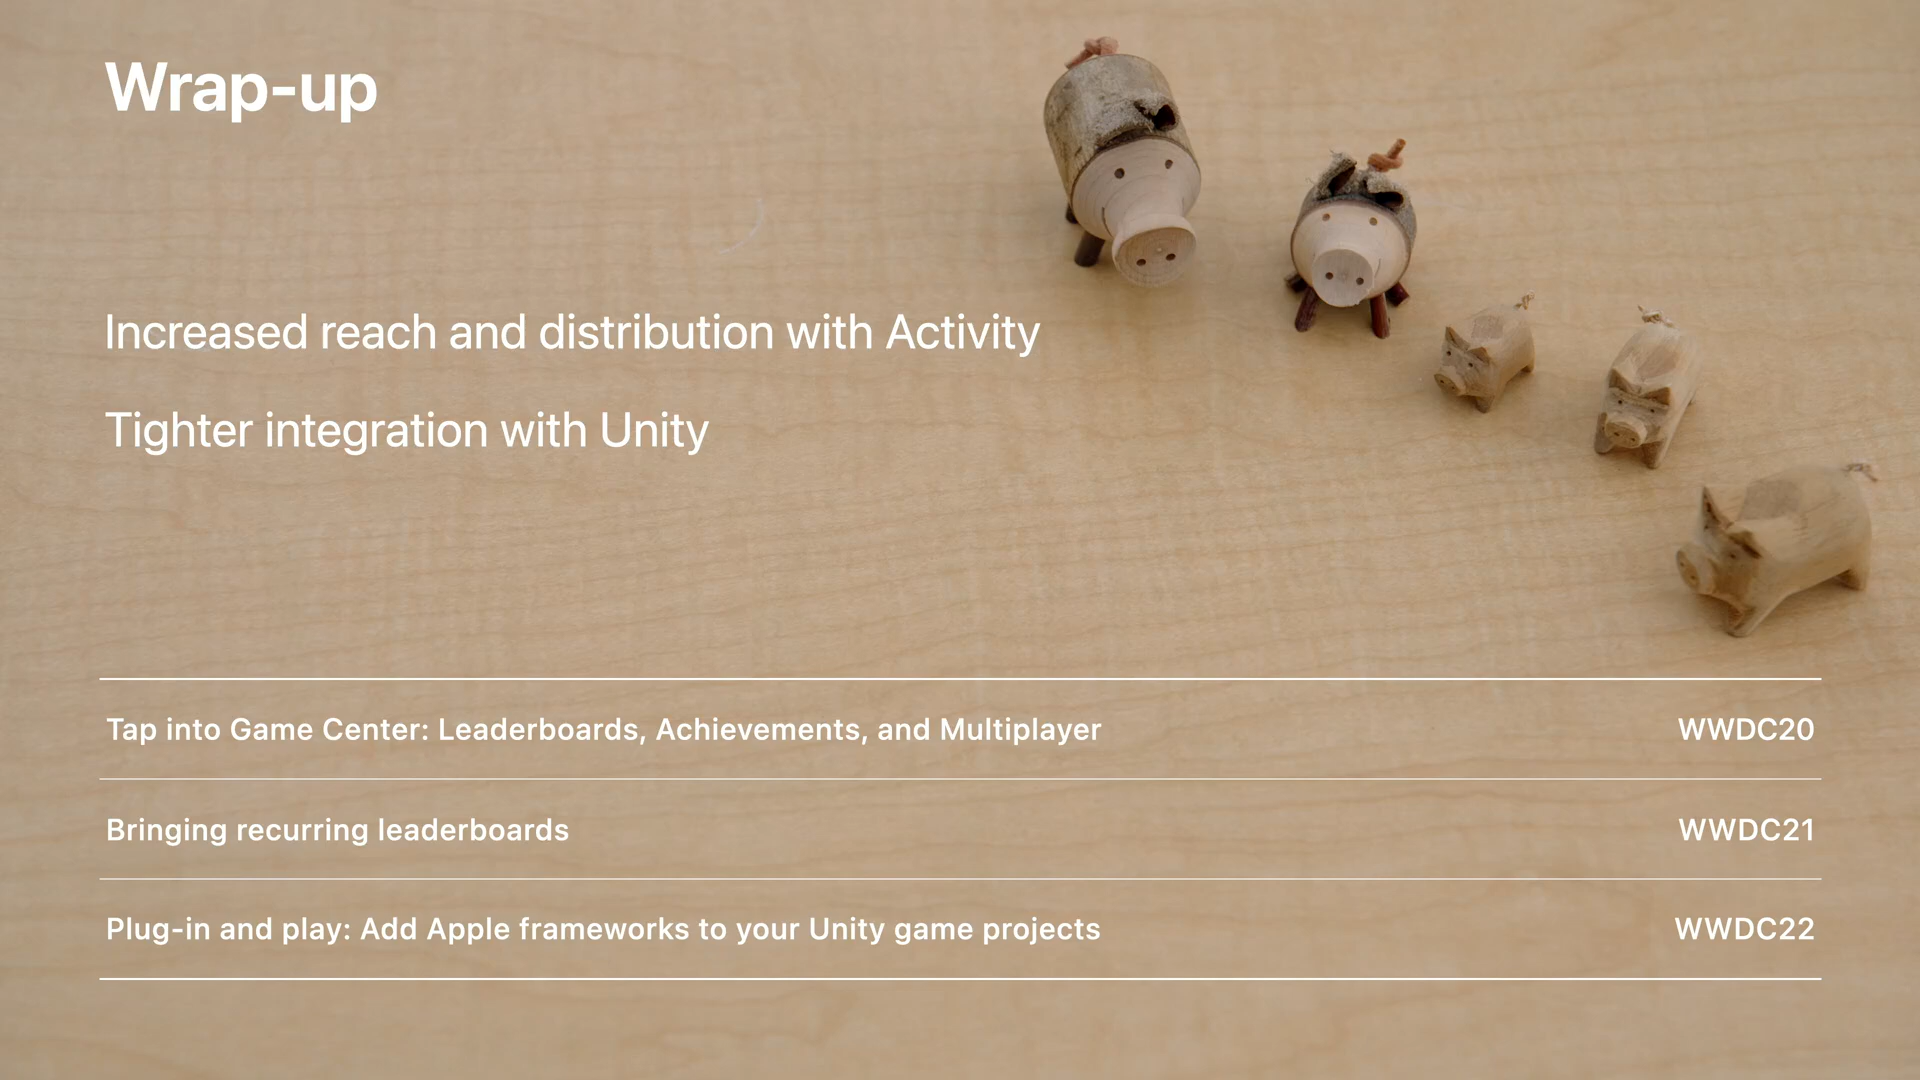 Wrap-up
Increased reach and distribution with Activity
Tighter integration with Unity
Tap into Game Center: Leaderboards, Achievements, and Multiplayer WWDC20
Bringing recurring leaderboards WWDC21
Plug-in and play: Add Apple frameworks to your Unity game projects WWDC22